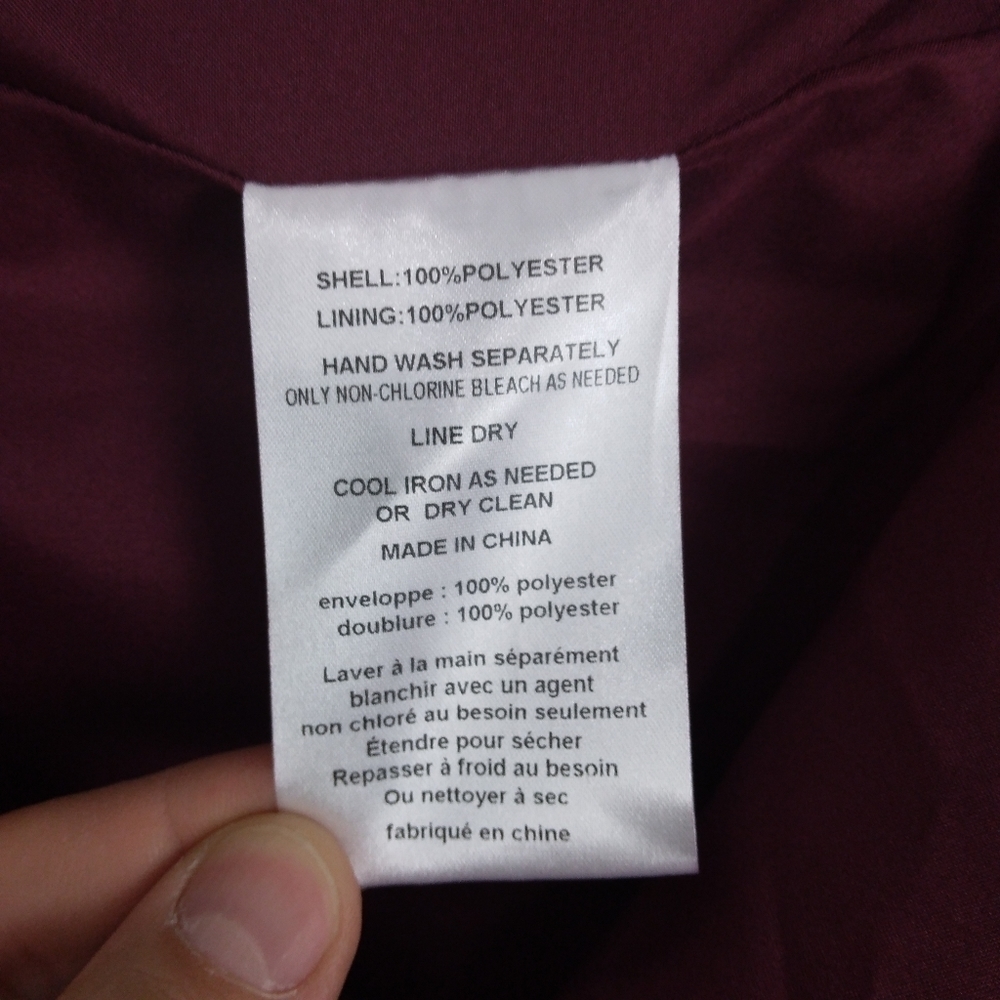 SHELL:100%POLYESTER
LINING:100%POLYESTER
HAND WASH SEPARATELY
ONLY NON-CHLORINE BLEACH AS NEEDED
LINE DRY
COOL IRON AS NEEDED
OR DRY CLEAN
MADE IN CHINA
enveloppe : 100% polyester
doublure : 100% polyester
Laver à la main séparément
blanchir avec un agent
non chloré au besoin seulement
Étendre pour sécher
Repasser à froid au besoin
Ou nettoyer à sec
fabriqué en chine